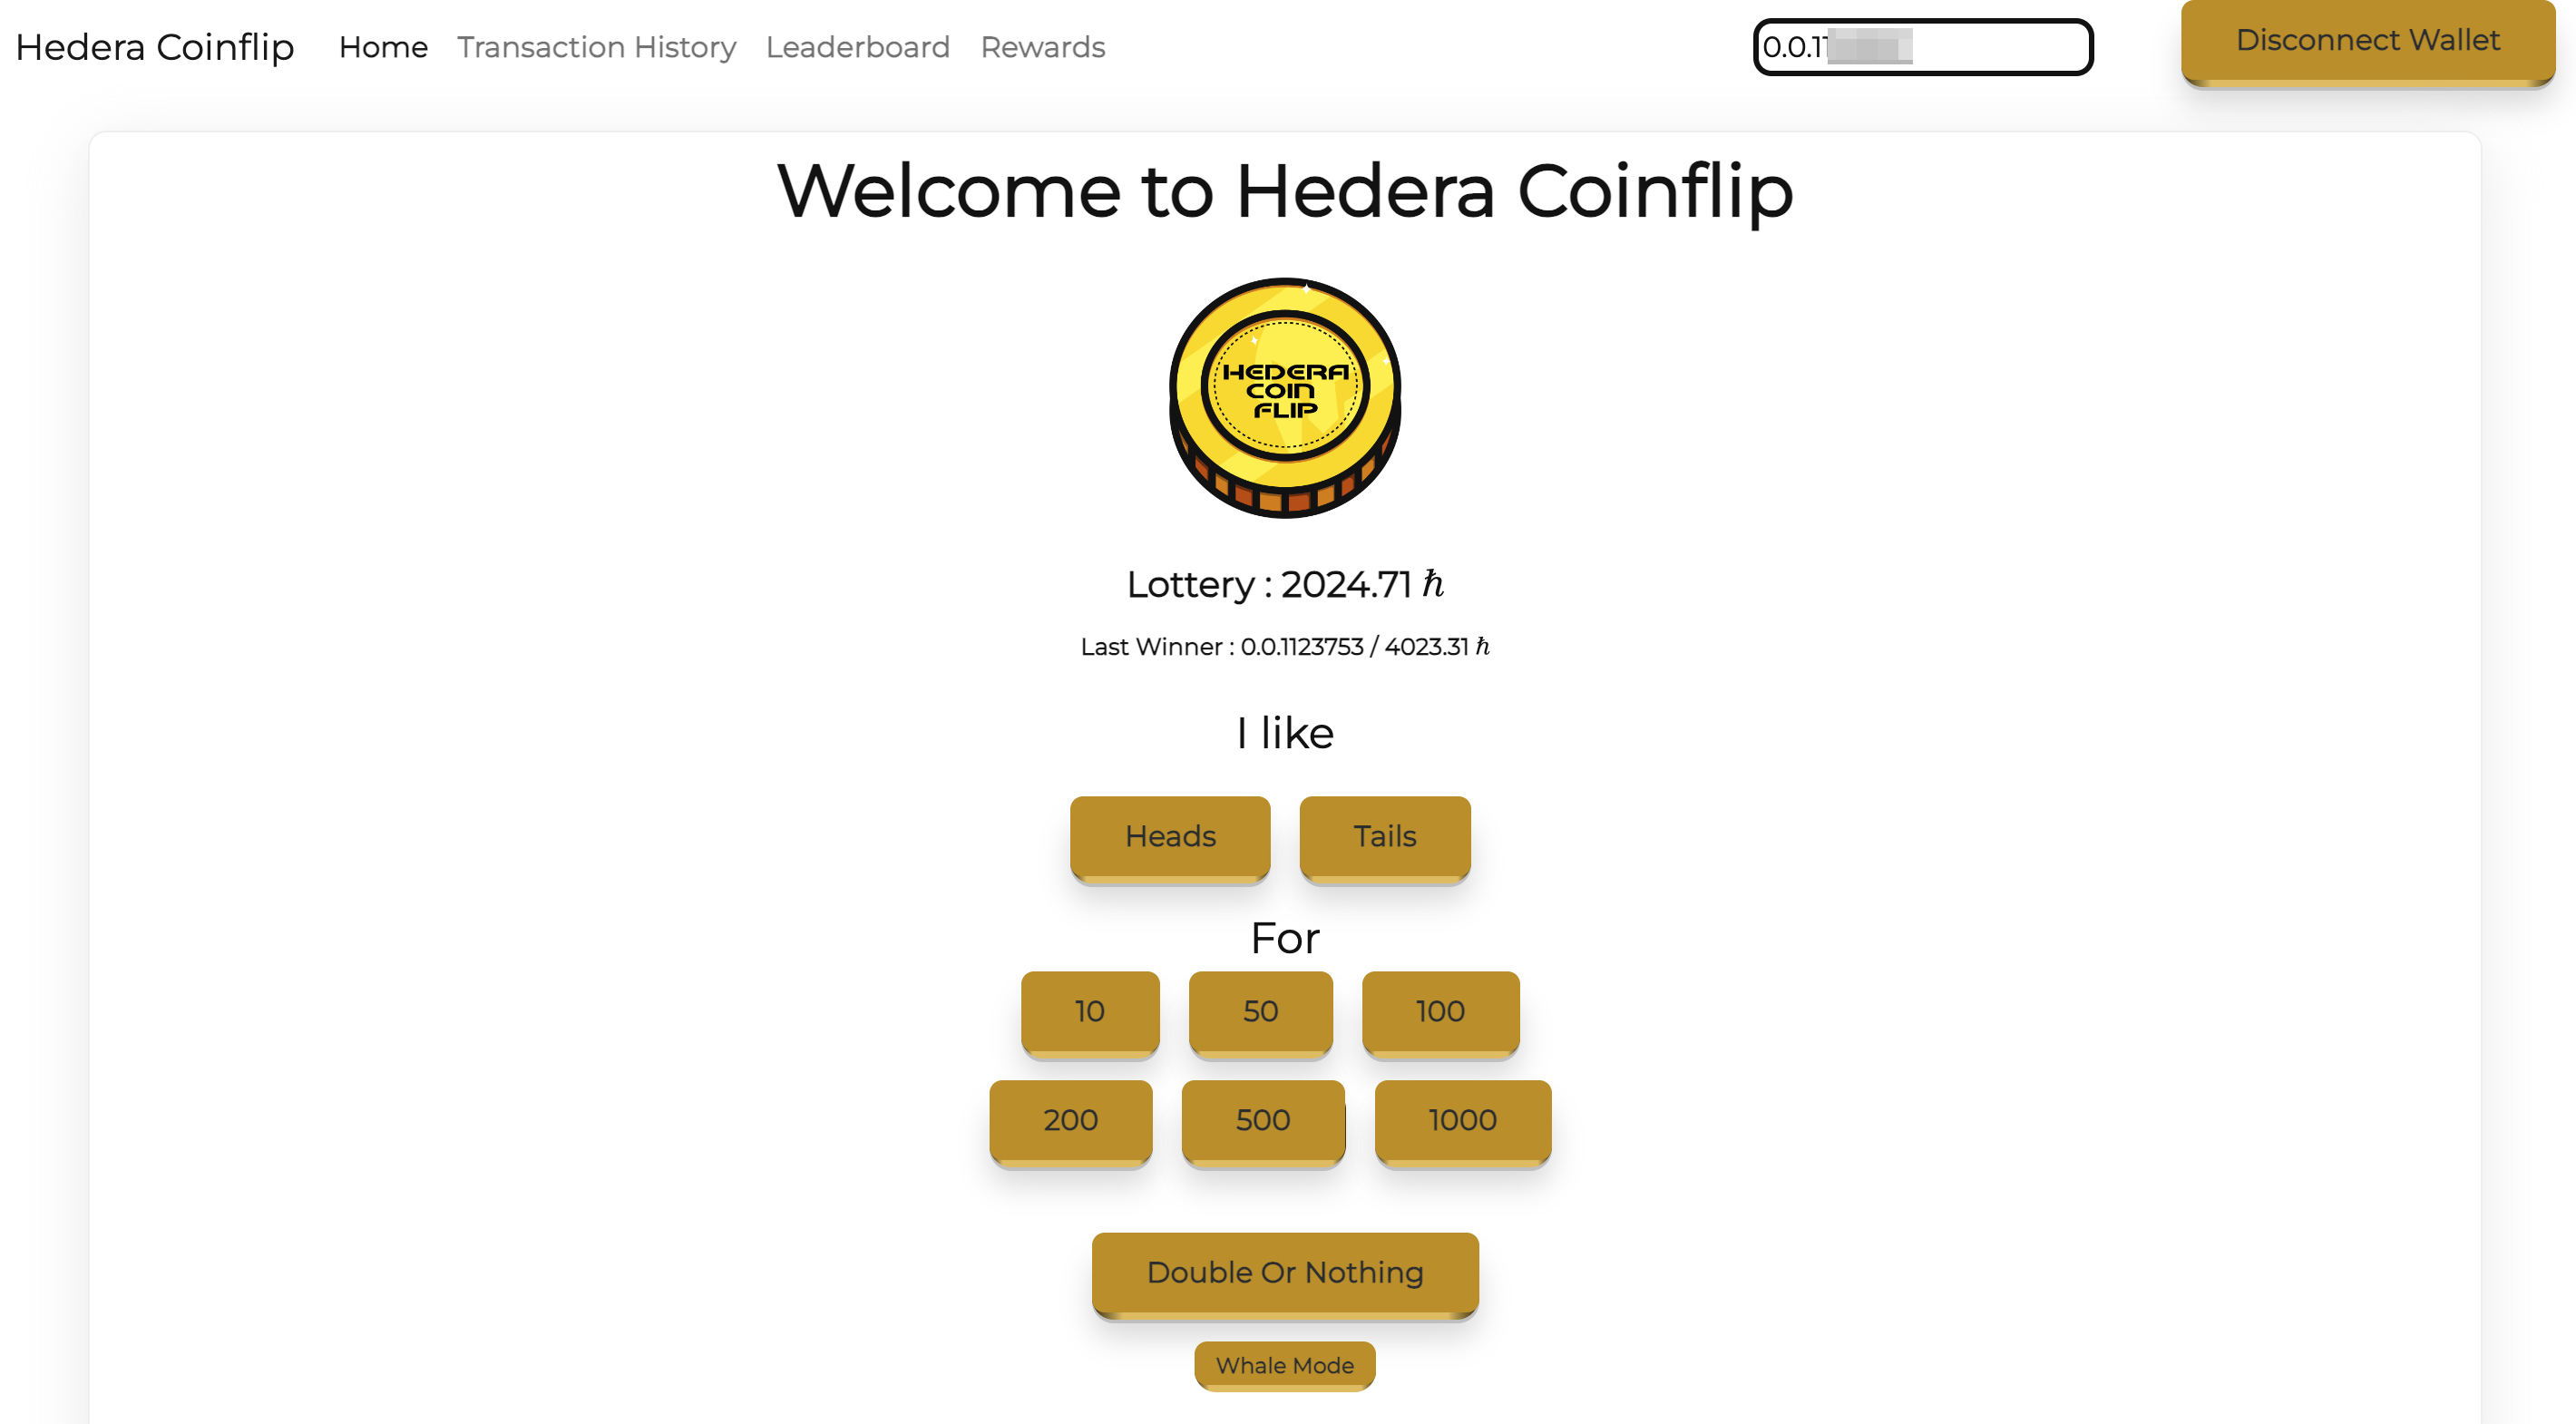 Hedera Coinflip Home Transaction History Leaderboard Rewards 0.0.11 Disconnect Wallet
Welcome to Hedera Coinflip
HEDERA
COIN
FLIP
Lottery : 2024.71 ℏ
Last Winner : 0.0.1123753 / 4023.31 ℏ
I like
Heads Tails
For
10 50 100
200 500 1000
Double Or Nothing
Whale Mode